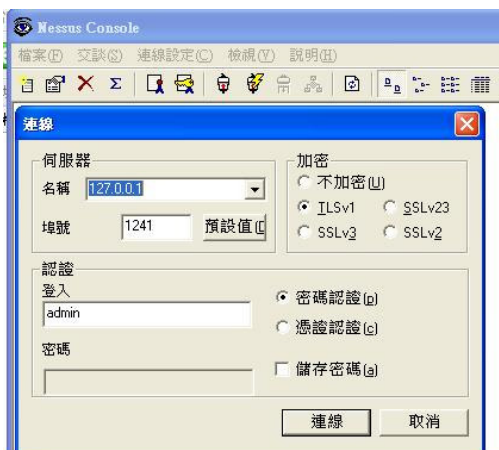 Nessus Console
檔案(F) 交談(S) 連線設定(C) 檢視(V) 說明(H)
連線
伺服器
名稱 127.0.0.1
埠號 1241 預設值(
加密
不加密(U)
TLSv1 SSLv23
SSLv3 SSLv2
認證
登入
admin
密碼
密碼認證(p)
憑證認證(c)
儲存密碼(a)
連線 取消